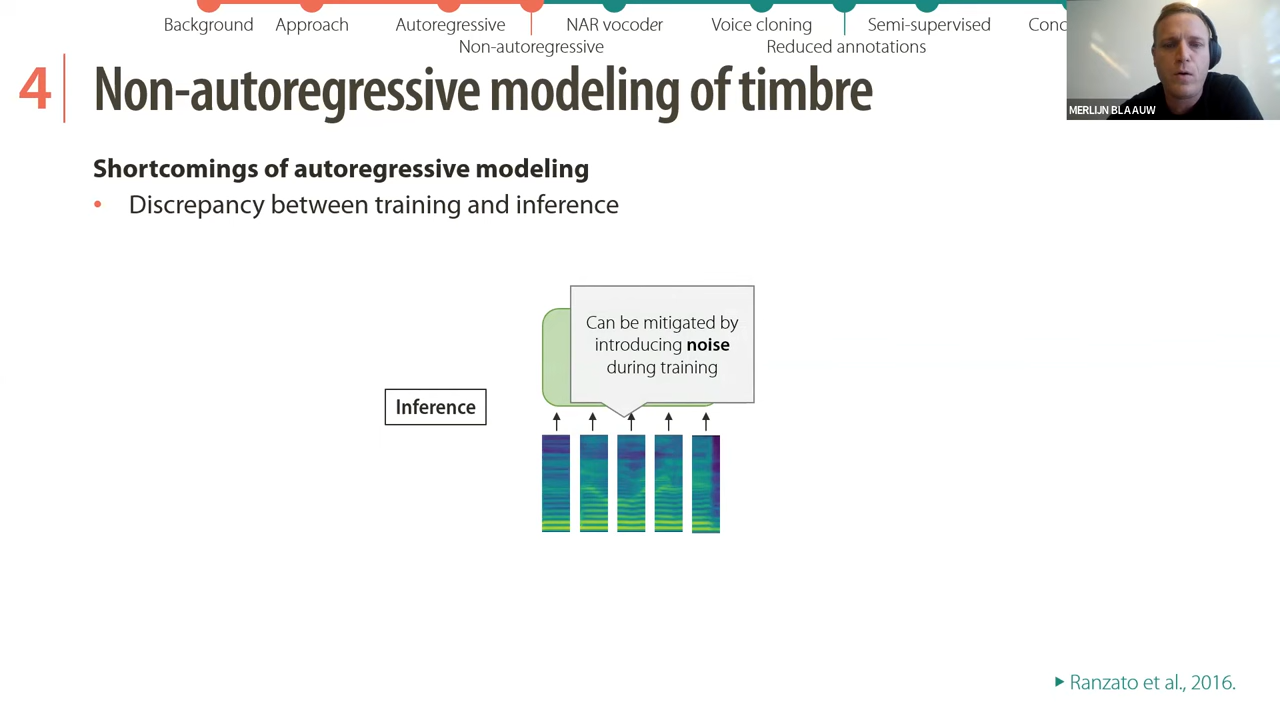 Background
Approach
Autoregressive
Non-autoregressive
NAR vocoder
Voice cloning
Reduced annotations
Semi-supervised
Conc
MERLIJN BLAAUW
4
Non-autoregressive modeling of timbre
Shortcomings of autoregressive modeling
• Discrepancy between training and inference
Can be mitigated by
introducing noise
during training
Inference
Ranzato et al., 2016.